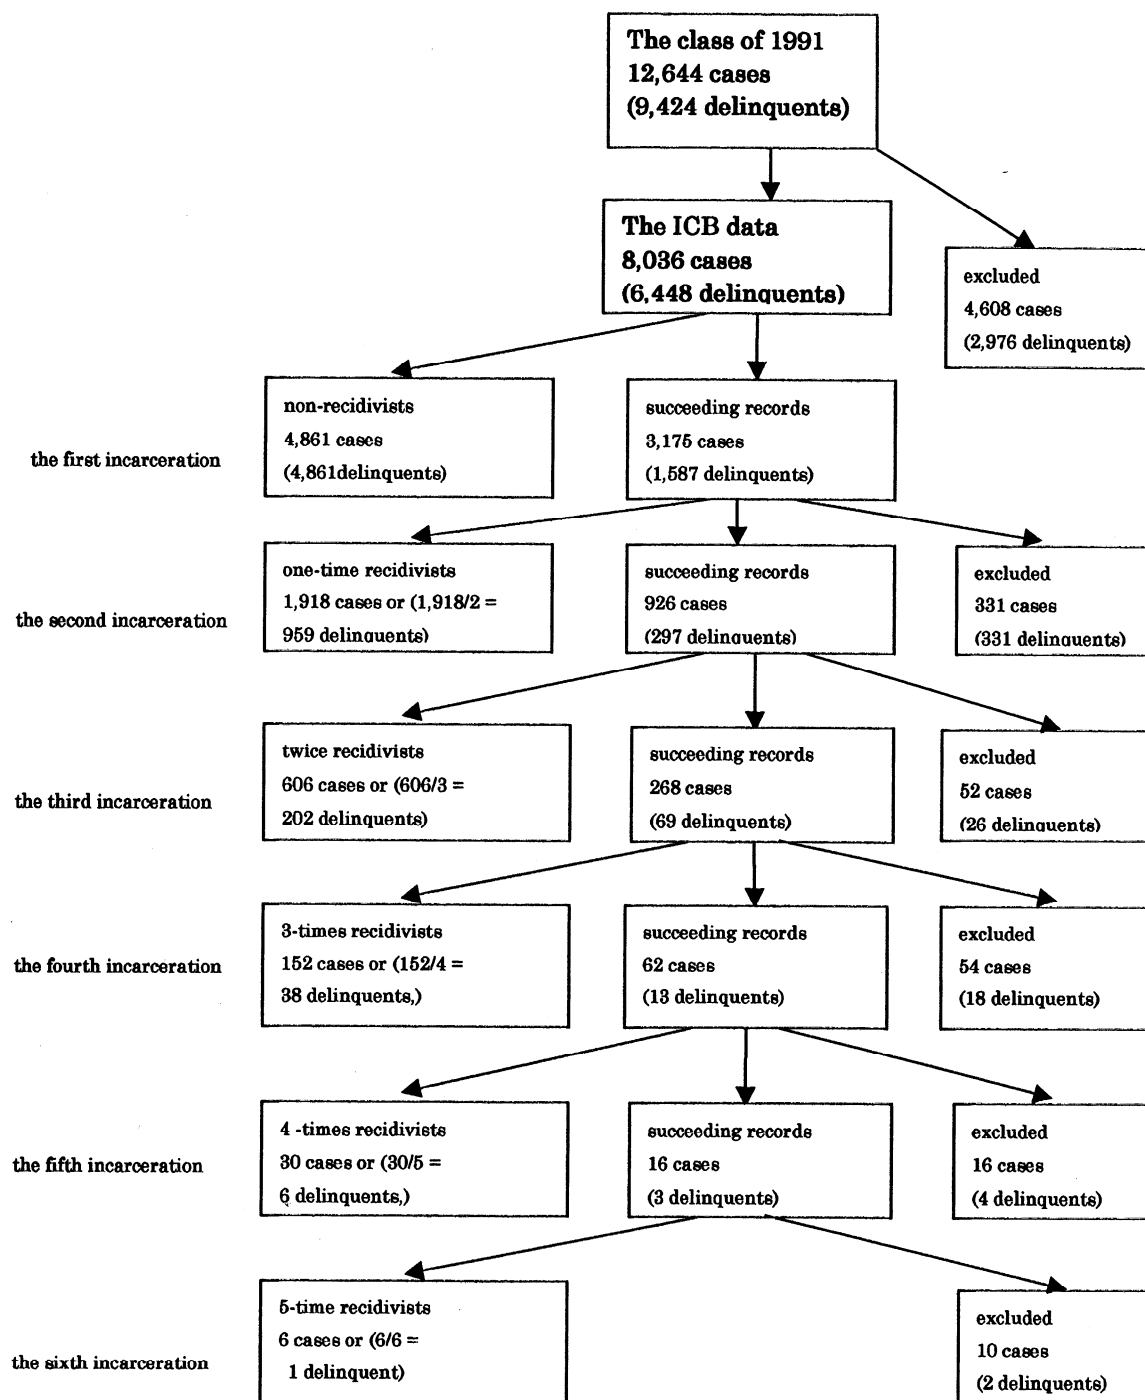 The class of 1991
12,644 cases
(9,424 delinquents)
The ICB data
8,036 cases
(6,448 delinquents)
excluded
4,608 cases
(2,976 delinquents)
the first incarceration
non-recidivists
4,861 cases
(4,861delinquents)
succeeding records
3,175 cases
(1,587 delinquents)
the second incarceration
one-time recidivists
1,918 cases or (1,918/2 =
959 delinquents)
succeeding records
926 cases
(297 delinquents)
excluded
331 cases
(331 delinquents)
the third incarceration
twice recidivists
606 cases or (606/3 =
202 delinquents)
succeeding records
268 cases
(69 delinquents)
excluded
52 cases
(26 delinquents)
the fourth incarceration
3-times recidivists
152 cases or (152/4 =
38 delinquents,)
succeeding records
62 cases
(13 delinquents)
excluded
54 cases
(18 delinquents)
the fifth incarceration
4 -times recidivists
30 cases or (30/5 =
6 delinquents,)
succeeding records
16 cases
(3 delinquents)
excluded
16 cases
(4 delinquents)
the sixth incarceration
5-time recidivists
6 cases or (6/6 =
1 delinquent)
excluded
10 cases
(2 delinquents)